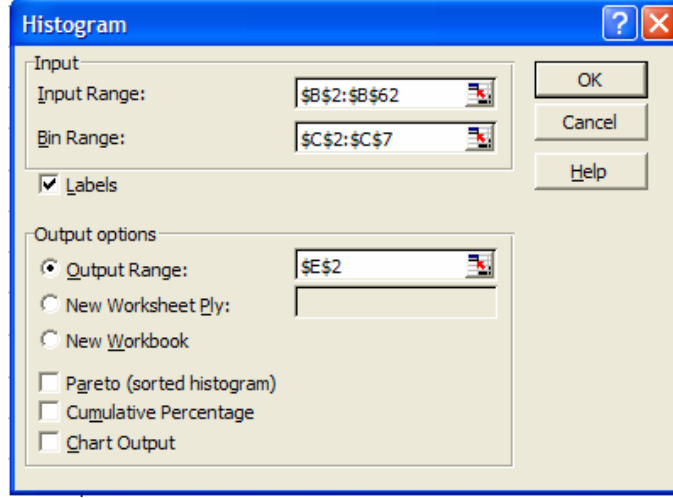 Histogram
Input
Input Range: $B$2:$B$62
Bin Range: $C$2:$C$7
Labels
OK
Cancel
Help
Output options
Output Range: $E$2
New Worksheet Ply:
New Workbook
Pareto (sorted histogram)
Cumulative Percentage
Chart Output